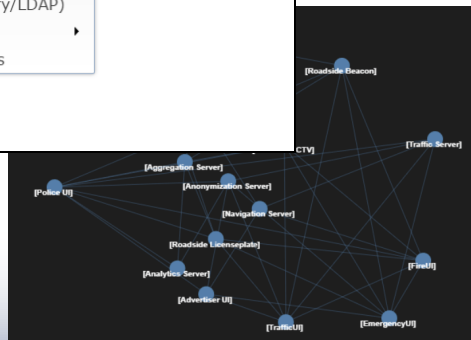 ry/LDAP)
s
[Roadside Beacon]
[Traffic Server]
CTV]
[Aggregation Server]
[Anonymization Server]
[Police UI]
[Navigation Server]
[Roadside Licenseplate]
[FireUI]
[Analytics Server]
[Advertiser UI]
[TrafficUI]
[EmergencyUI]